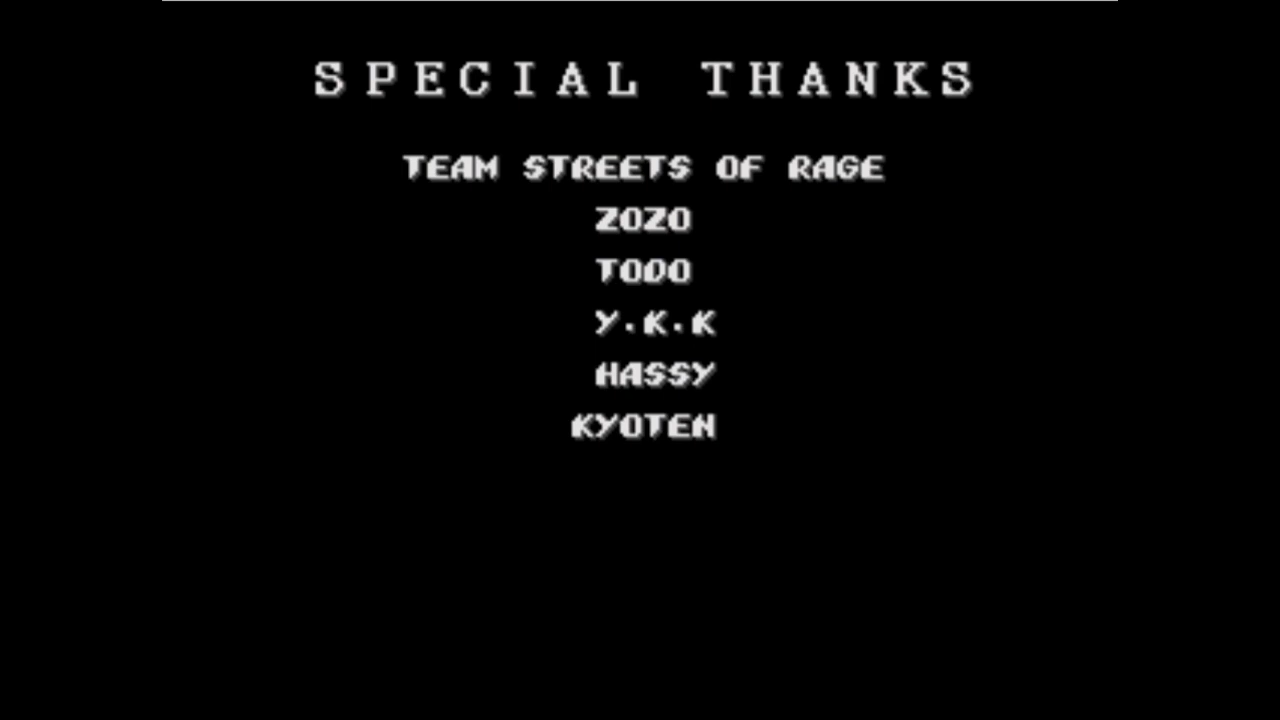 SPECIAL THANKS
TEAM STREETS OF RAGE
ZOZO
TODO
Y.K.K
HASSY
KYOTEN